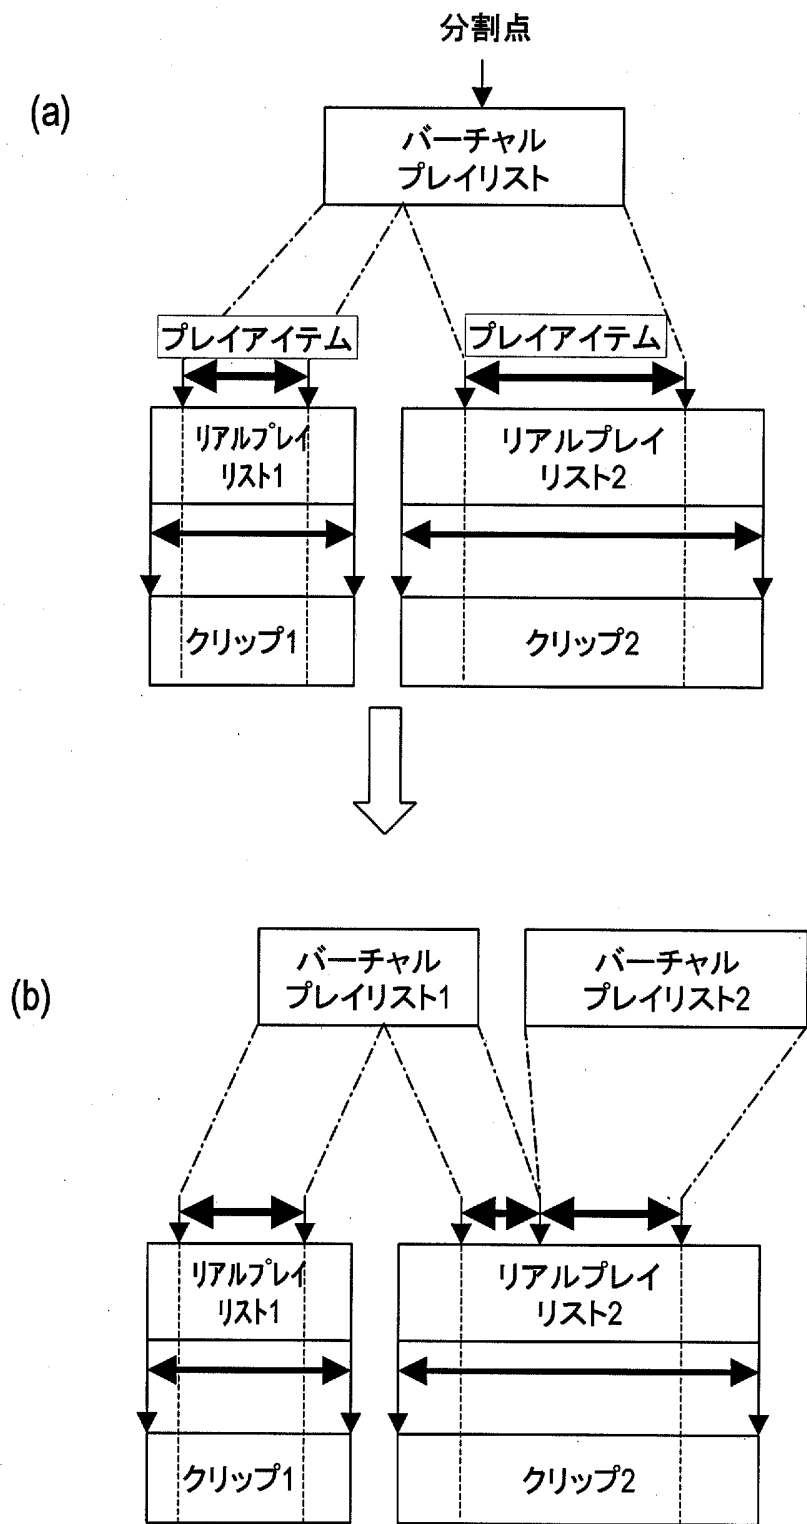 分割点
(a)
バーチャル
プレイリスト
プレイアイテム
プレイアイテム
リアルプレイ
リスト1
リアルプレイ
リスト2
クリップ1
クリップ2
(b)
バーチャル
プレイリスト1
バーチャル
プレイリスト2
リアルプレイ
リスト1
リアルプレイ
リスト2
クリップ1
クリップ2